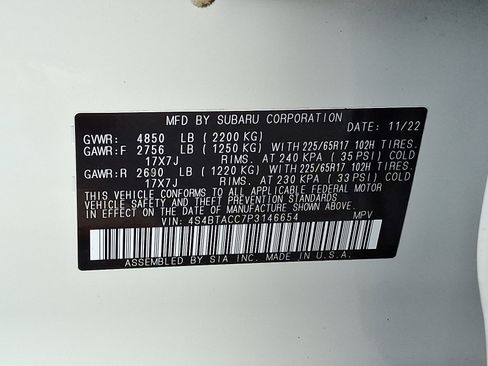 MFD BY SUBARU CORPORATION
DATE: 11/22
GVWR: 4850 LB (2200 KG)
GAWR:F 2756 LB (1250 KG) WITH 225/65R17 102H TIRES.
17X7J RIMS. AT 240 KPA (35 PSI) COLD
GAWR:R 2690 LB (1220 KG) WITH 225/65R17 102H TIRES.
17X7J RIMS. AT 230 KPA (33 PSI) COLD
THIS VEHICLE CONFORMS TO ALL APPLICABLE FEDERAL MOTOR
VEHICLE SAFETY AND THEFT PREVENTION STANDARDS
IN EFFECT ON THE DATE OF MANUFACTURE SHOWN ABOVE.
VIN: 4S4BTACC7P3146654 MPV
ASSEMBLED BY SIA INC. MADE IN U.S.A.